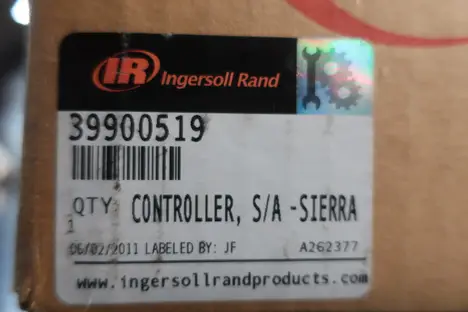 IR Ingersoll Rand
39900519
QTY: CONTROLLER, S/A -SIERRA
1
06/02/2011 LABELED BY: JF A262377
www.ingersollrandproducts.com